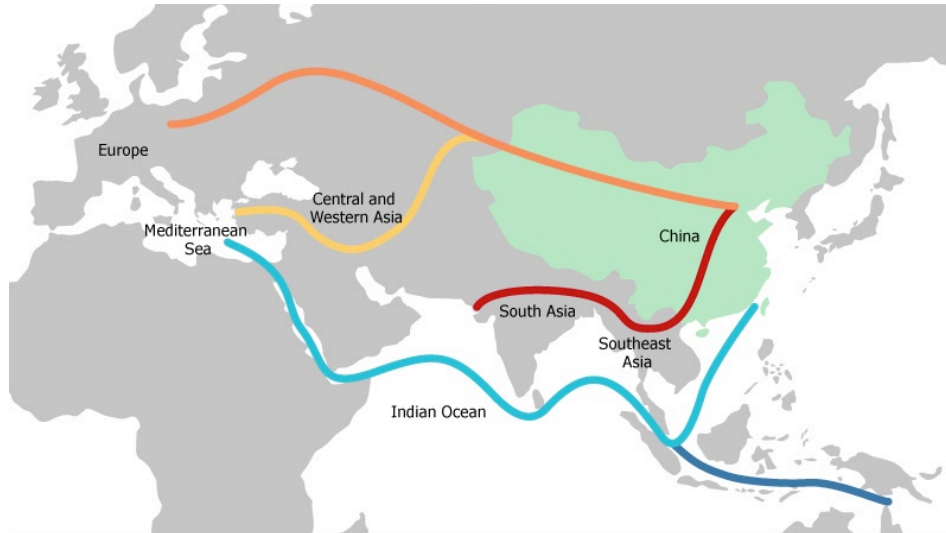 Europe
Central and
Western Asia
Mediterranean
Sea
China
South Asia
Southeast
Asia
Indian Ocean